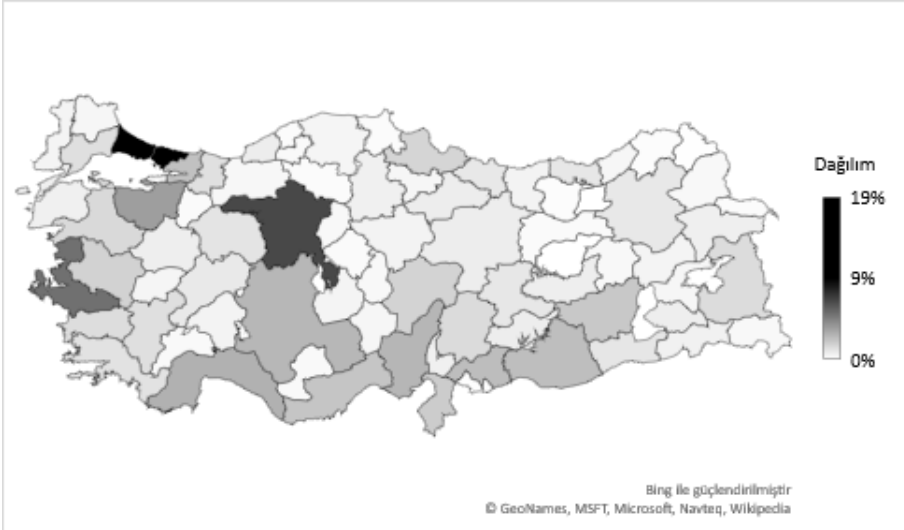 Dağılım
19%
9%
0%
Bing ile güçlendirilmiştir
© GeoNames, MSFT, Microsoft, Navteq, Wikipedia